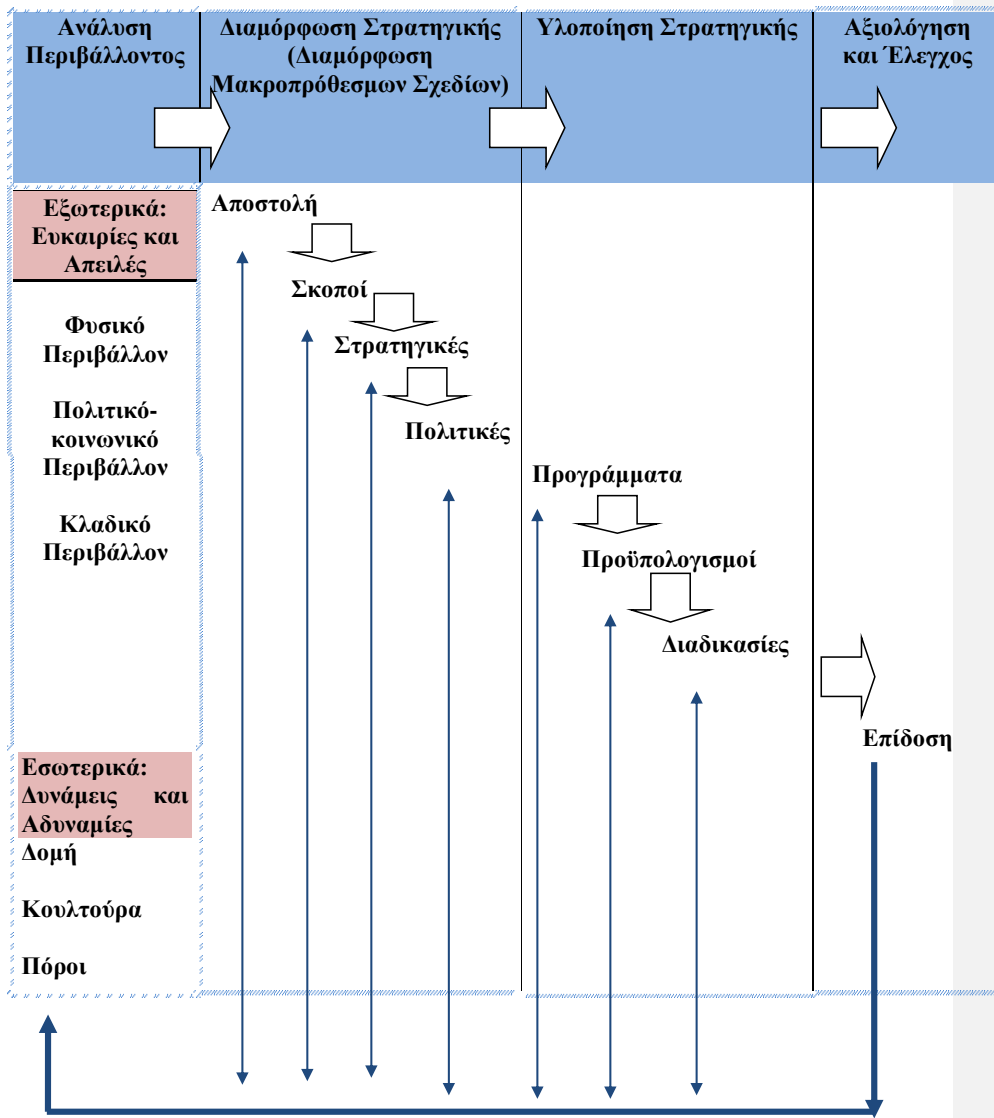 Ανάλυση
Περιβάλλοντος
Διαμόρφωση Στρατηγικής
(Διαμόρφωση
Μακροπρόθεσμων Σχεδίων)
Υλοποίηση Στρατηγικής
Αξιολόγηση
και Έλεγχος
Εξωτερικά:
Ευκαιρίες και
Απειλές
Φυσικό
Περιβάλλον
Πολιτικό-
κοινωνικό
Περιβάλλον
Κλαδικό
Περιβάλλον
Εσωτερικά:
Δυνάμεις και
Αδυναμίες
Δομή
Κουλτούρα
Πόροι
Αποστολή
Σκοποί
Στρατηγικές
Πολιτικές
Προγράμματα
Προϋπολογισμοί
Διαδικασίες
Επίδοση